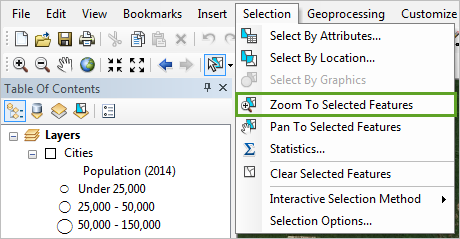 File Edit View Bookmarks Insert Selection Geoprocessing Customize
Select By Attributes...
Select By Location...
Select By Graphics
Zoom To Selected Features
Pan To Selected Features
Statistics...
Clear Selected Features
Interactive Selection Method
Selection Options...
Table Of Contents
Layers
Cities
Population (2014)
Under 25,000
25,000 - 50,000
50,000 - 150,000